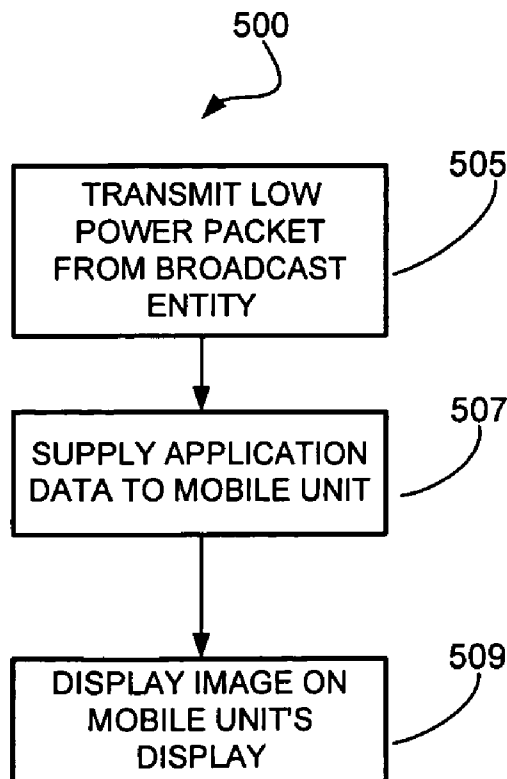 500
505
TRANSMIT LOW
POWER PACKET
FROM BROADCAST
ENTITY
507
SUPPLY APPLICATION
DATA TO MOBILE UNIT
509
DISPLAY IMAGE ON
MOBILE UNIT'S
DISPLAY